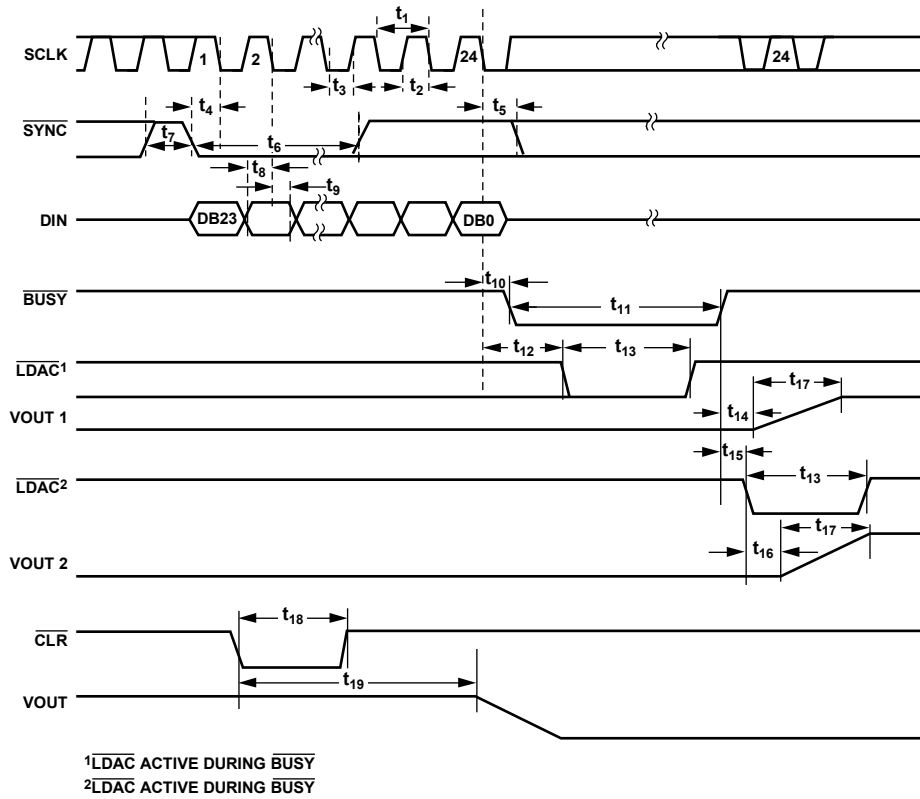 t1
SCLK 1 2 24 24
t3 t2
t4 t5
SYNC
t7 t6
t8 t9
DIN DB23 DB0
t10
BUSY t11
t12 t13
LDAC1
t17
VOUT 1 t14
t15
LDAC2 t13
t17
VOUT 2 t16
t18
CLR
t19
VOUT
1LDAC ACTIVE DURING BUSY
2LDAC ACTIVE DURING BUSY